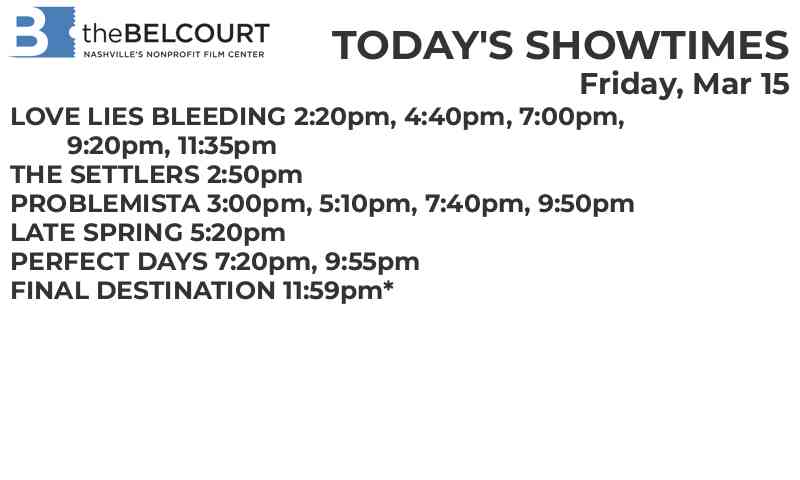 B theBELCOURT
NASHVILLE'S NONPROFIT FILM CENTER
TODAY'S SHOWTIMES
Friday, Mar 15
LOVE LIES BLEEDING 2:20pm, 4:40pm, 7:00pm,
9:20pm, 11:35pm
THE SETTLERS 2:50pm
PROBLEMISTA 3:00pm, 5:10pm, 7:40pm, 9:50pm
LATE SPRING 5:20pm
PERFECT DAYS 7:20pm, 9:55pm
FINAL DESTINATION 11:59pm*